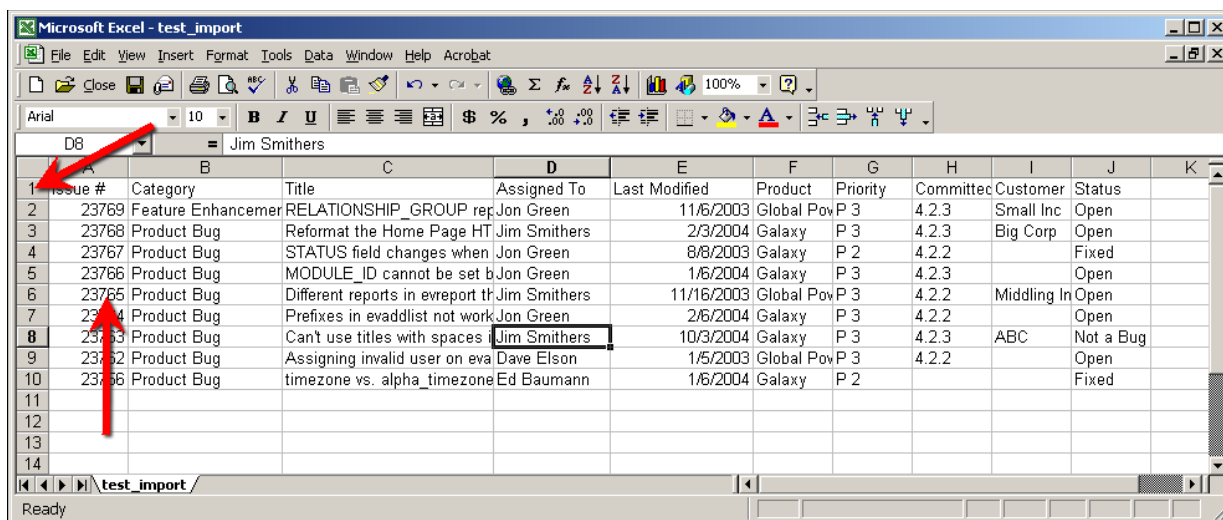 Microsoft Excel - test_import
File Edit View Insert Format Tools Data Window Help Acrobat
Close 100%
Arial 10 B I U $ % ,
D8 = Jim Smithers
A B C D E F G H I J K
1 Issue # Category Title Assigned To Last Modified Product Priority Committed Customer Status
2 23769 Feature Enhancemer RELATIONSHIP_GROUP rep Jon Green 11/6/2003 Global Pov P 3 4.2.3 Small Inc Open
3 23768 Product Bug Reformat the Home Page HT Jim Smithers 2/3/2004 Galaxy P 3 4.2.3 Big Corp Open
4 23767 Product Bug STATUS field changes when Jon Green 8/8/2003 Galaxy P 2 4.2.2 Fixed
5 23766 Product Bug MODULE_ID cannot be set b Jon Green 1/6/2004 Galaxy P 3 4.2.3 Open
6 23765 Product Bug Different reports in evreport th Jim Smithers 11/16/2003 Global Pov P 3 4.2.2 Middling In Open
7 Product Bug Prefixes in evaddlist not work Jon Green 2/6/2004 Galaxy P 3 4.2.2 Open
8 Product Bug Can't use titles with spaces i Jim Smithers 10/3/2004 Galaxy P 3 4.2.3 ABC Not a Bug
9 Product Bug Assigning invalid user on eva Dave Elson 1/5/2003 Global Pov P 3 4.2.2 Open
10 Product Bug timezone vs. alpha_timezone Ed Baumann 1/6/2004 Galaxy P 2 Fixed
11
12
13
14
test_import
Ready